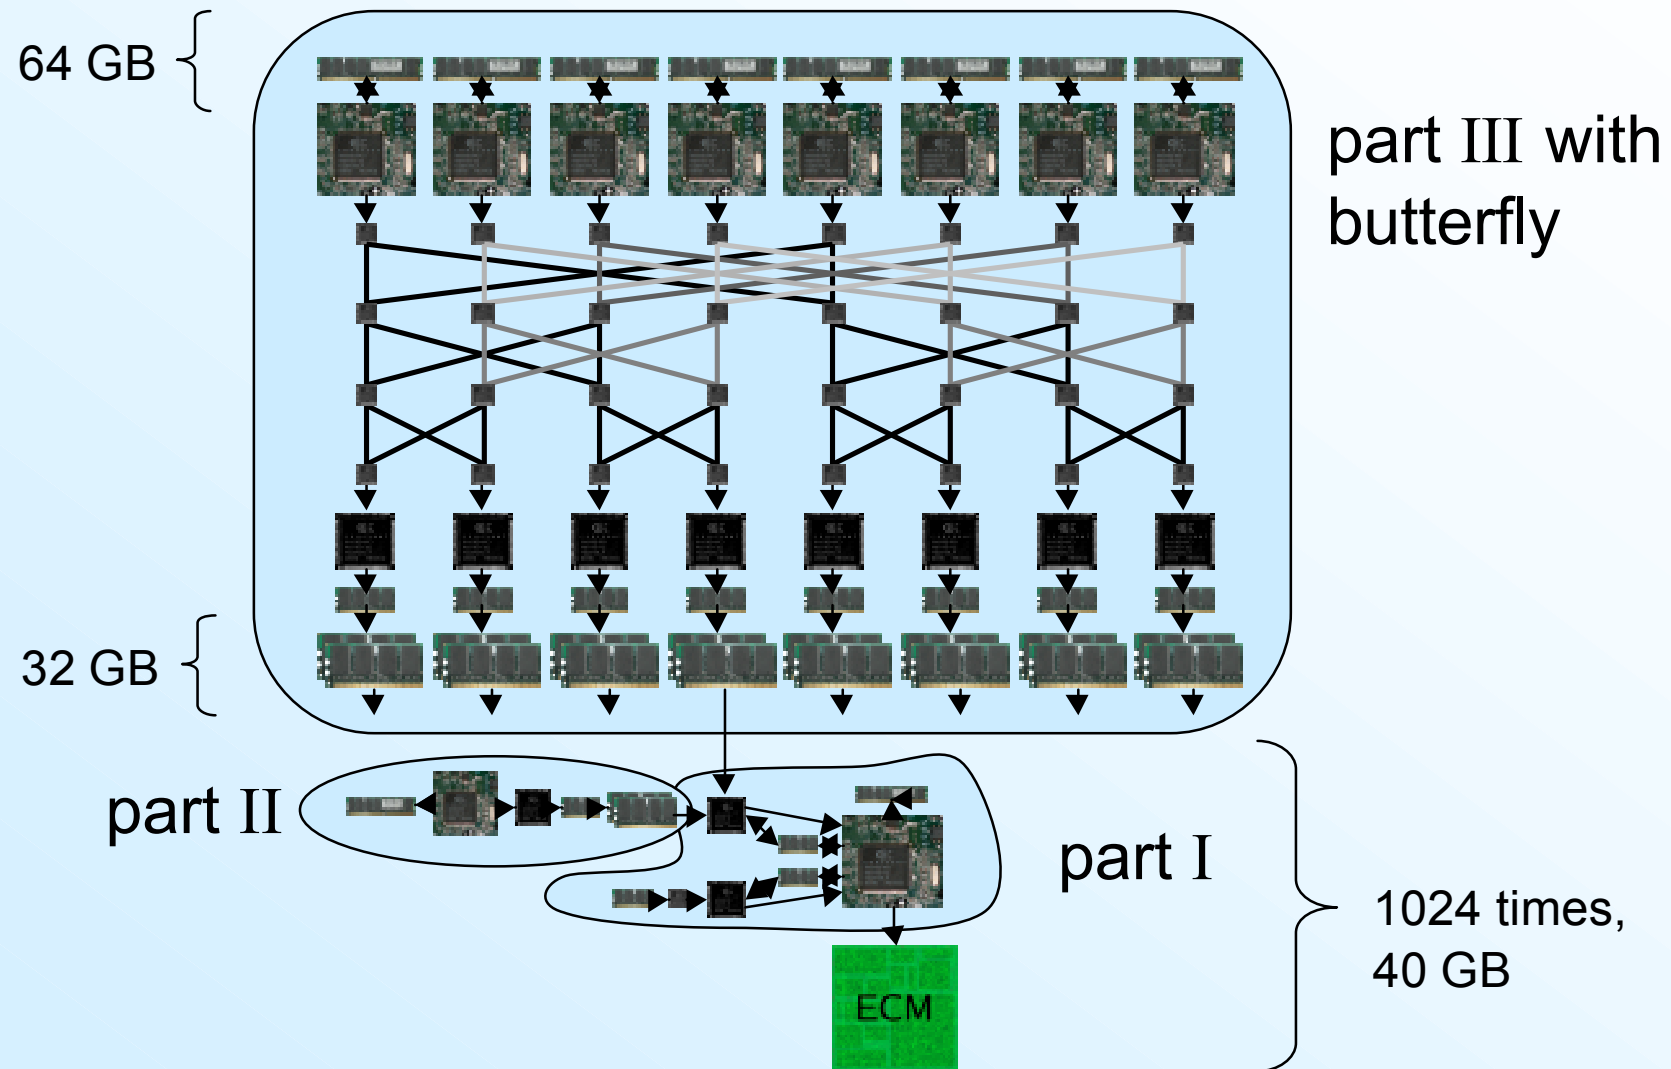 64 GB
part III with
butterfly
32 GB
part II
part I
1024 times,
40 GB
ECM